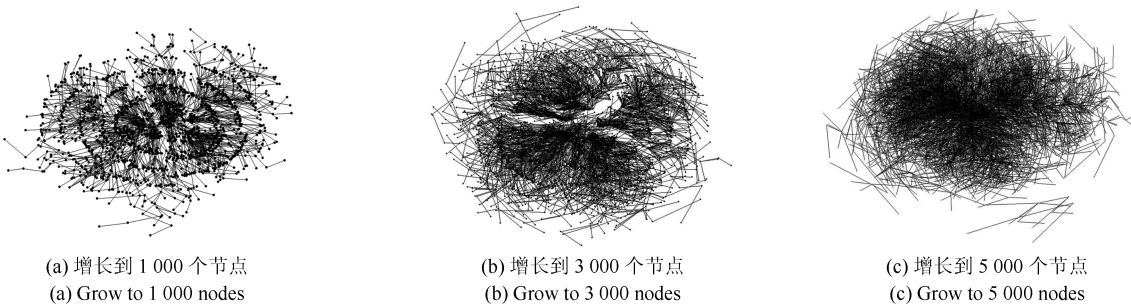 (a) 增长到 1 000 个节点
(a) Grow to 1 000 nodes
(b) 增长到 3 000 个节点
(b) Grow to 3 000 nodes
(c) 增长到 5 000 个节点
(c) Grow to 5 000 nodes